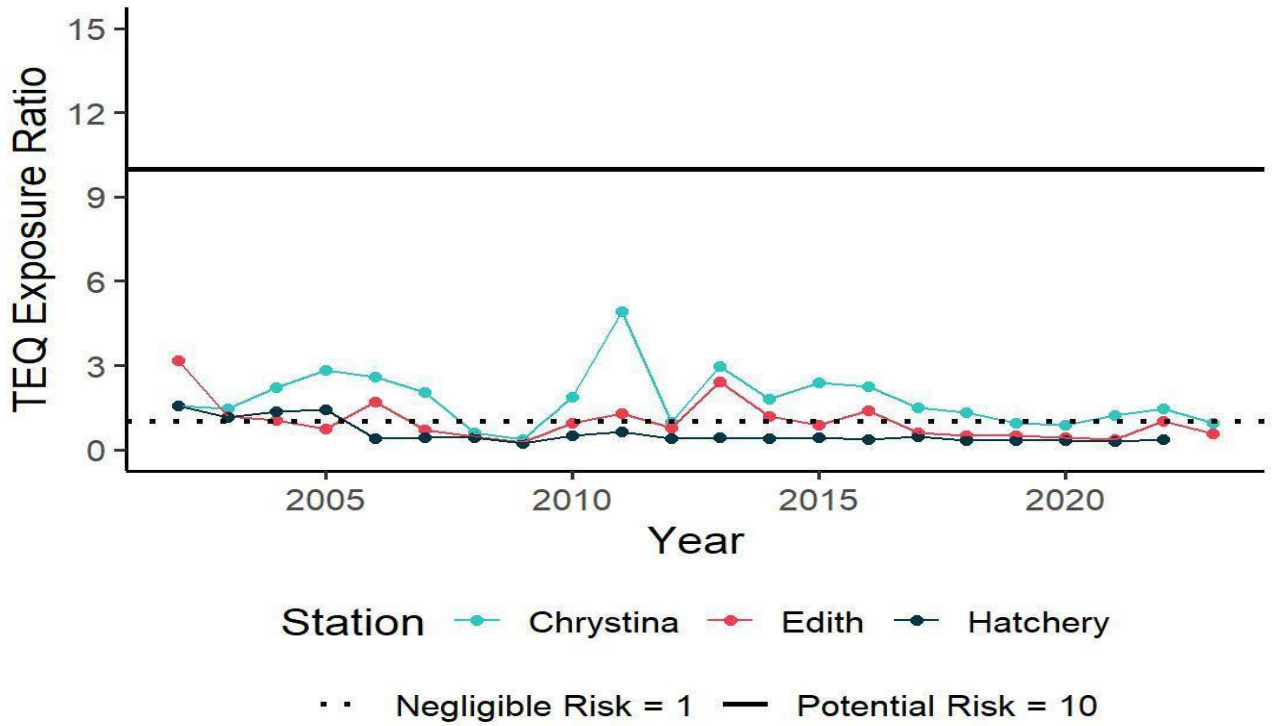 TEQ Exposure Ratio
15
12
9
6
3
0
2005 2010 2015 2020
Year
Station Chrystina Edith Hatchery
Negligible Risk = 1 Potential Risk = 10